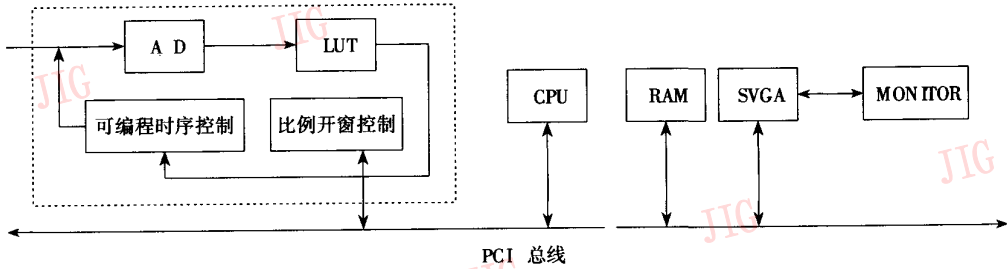 A D
LUT
CPU
RAM
SVGA
MONITOR
可编程时序控制
比例开窗控制
JIG
JIG
JIG
PCI 总线